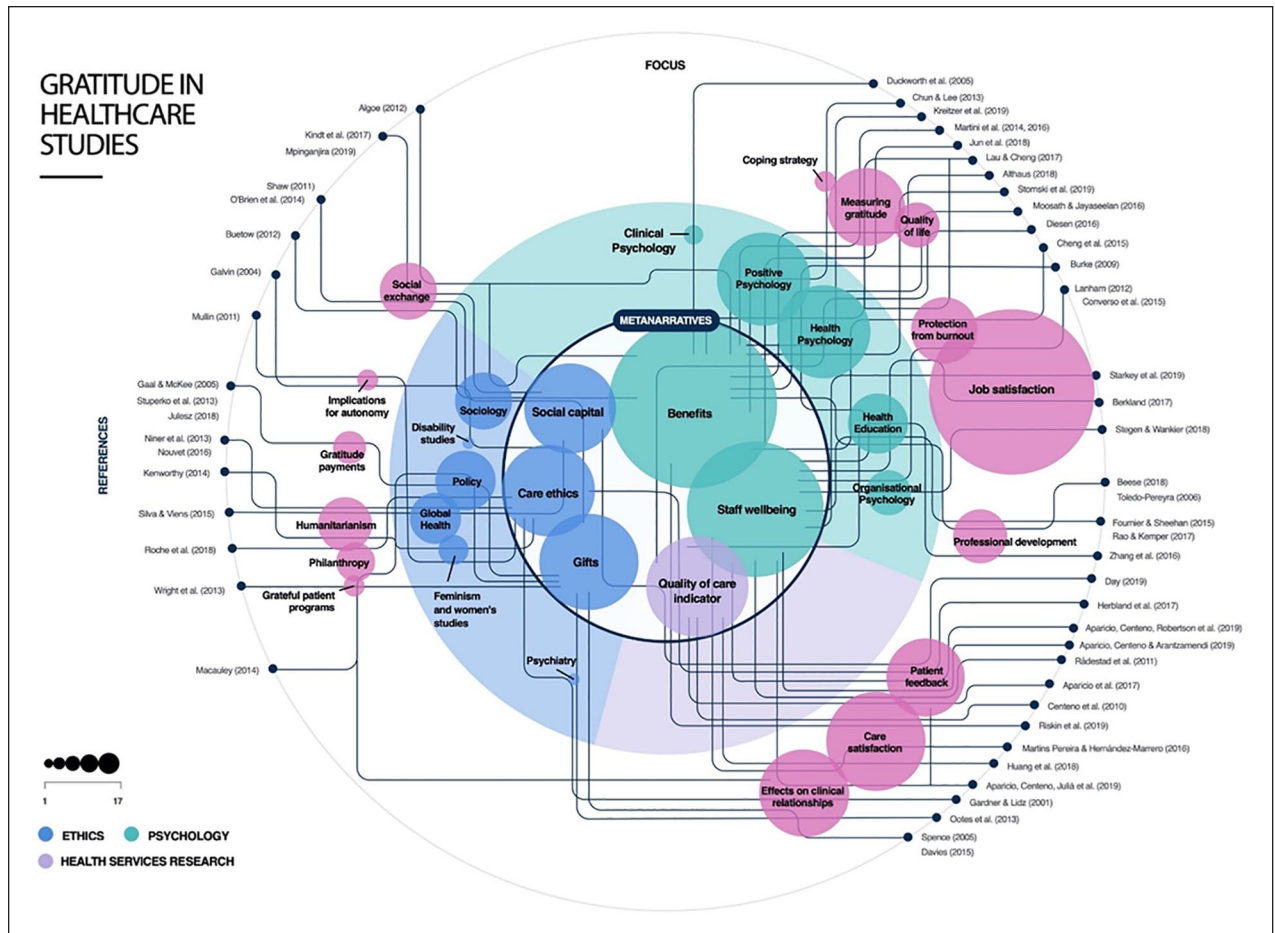 GRATITUDE IN
HEALTHCARE
STUDIES
FOCUS
REFERENCES
Algoe (2012)
Kindt et al. (2017)
Mpinganjira (2019)
Shaw (2011)
O'Brien et al. (2014)
Buetow (2012)
Galvin (2004)
Mullin (2011)
Gaal & McKee (2005)
Stuperko et al. (2013)
Julesz (2018)
Niner et al. (2013)
Nouvet (2016)
Kenworthy (2014)
Silva & Viens (2015)
Roche et al. (2018)
Wright et al. (2013)
Macauley (2014)
Duckworth et al. (2005)
Chun & Lee (2013)
Kreitzer et al. (2019)
Martini et al. (2014, 2016)
Jun et al. (2018)
Lau & Cheng (2017)
Althaus (2018)
Stomski et al. (2019)
Moosath & Jayaseelan (2016)
Diesen (2016)
Cheng et al. (2015)
Burke (2009)
Lanham (2012)
Converso et al. (2015)
Starkey et al. (2019)
Berkland (2017)
Stegen & Wankier (2018)
Beese (2018)
Toledo-Pereyra (2006)
Fournier & Sheehan (2015)
Rao & Kemper (2017)
Zhang et al. (2016)
Day (2019)
Herbland et al. (2017)
Aparicio, Centeno, Robertson et al. (2019)
Aparicio, Centeno & Arantzamendi (2019)
Rådestad et al. (2011)
Aparicio et al. (2017)
Centeno et al. (2010)
Riskin et al. (2019)
Martins Pereira & Hernández-Marrero (2016)
Huang et al. (2018)
Aparicio, Centeno, Juliá et al. (2019)
Gardner & Lidz (2001)
Ootes et al. (2013)
Spence (2005)
Davies (2015)
Coping strategy
Measuring
gratitude
Quality
of life
Clinical
Psychology
Positive
Psychology
Health
Psychology
Social
exchange
METANARRATIVES
Protection
from burnout
Job satisfaction
Implications
for autonomy
Sociology
Social capital
Benefits
Health
Education
Disability
studies
Gratitude
payments
Policy
Care ethics
Staff wellbeing
Organisational
Psychology
Humanitarianism
Global
Health
Professional development
Philanthropy
Grateful patient
programs
Feminism
and women's
studies
Gifts
Quality of care
indicator
Psychiatry
Patient
feedback
Care
satisfaction
Effects on clinical
relationships
1 17
ETHICS PSYCHOLOGY
HEALTH SERVICES RESEARCH